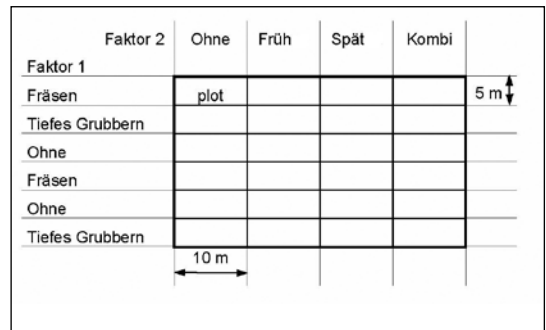 Faktor 2 Ohne Früh Spät Kombi
Faktor 1
Fräsen plot 5 m
Tiefes Grubbern
Ohne
Fräsen
Ohne
Tiefes Grubbern
10 m